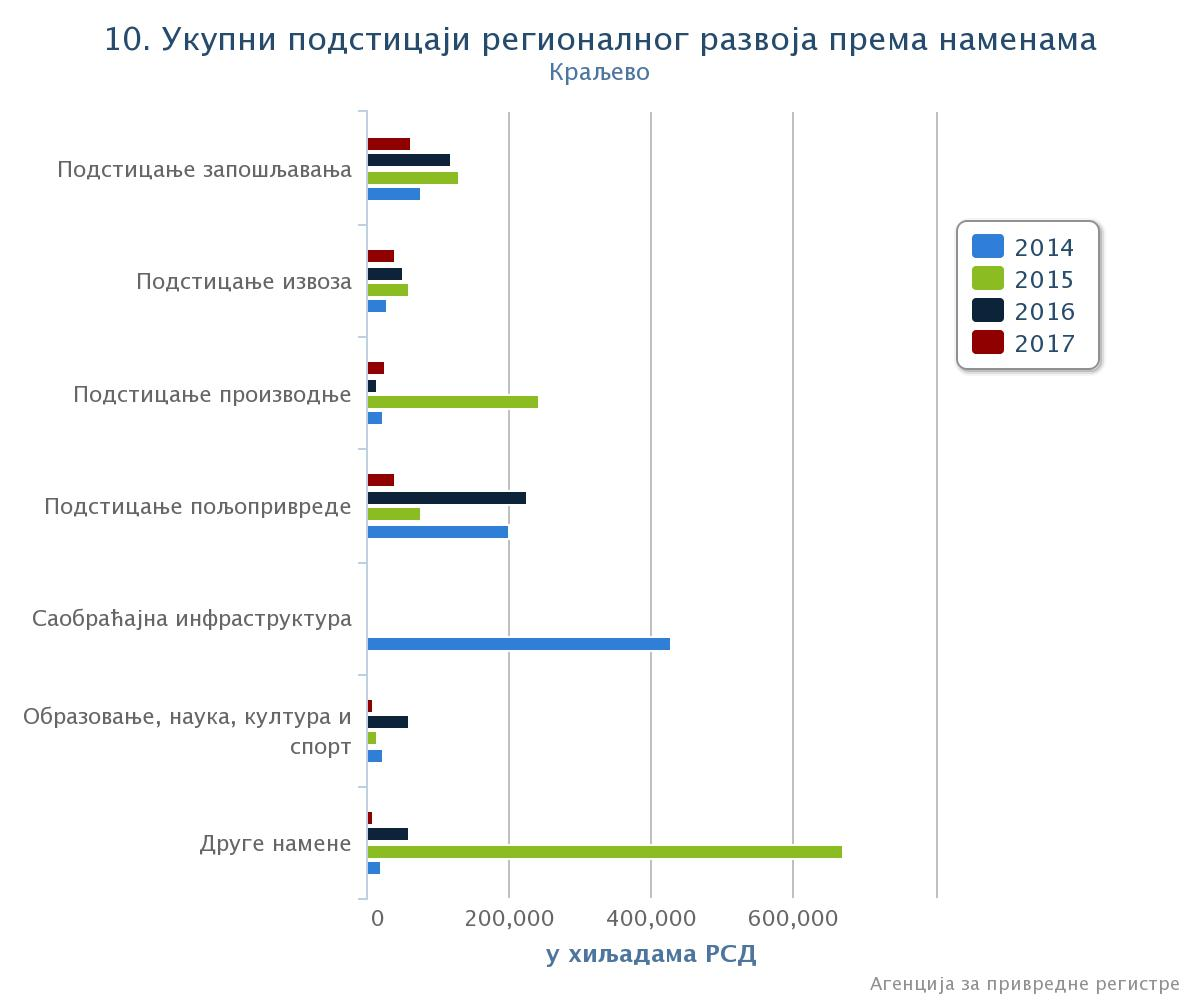 10. Укупни подстицаји регионалног развоја према наменама
Краљево
Подстицање запошљавања
Подстицање извоза
Подстицање производње
Подстицање пољопривреде
Саобраћајна инфраструктура
Образовање, наука, култура и
спорт
Друге намене
2014
2015
2016
2017
0 200,000 400,000 600,000
у хиљадама РСД
Агенција за привредне регистре